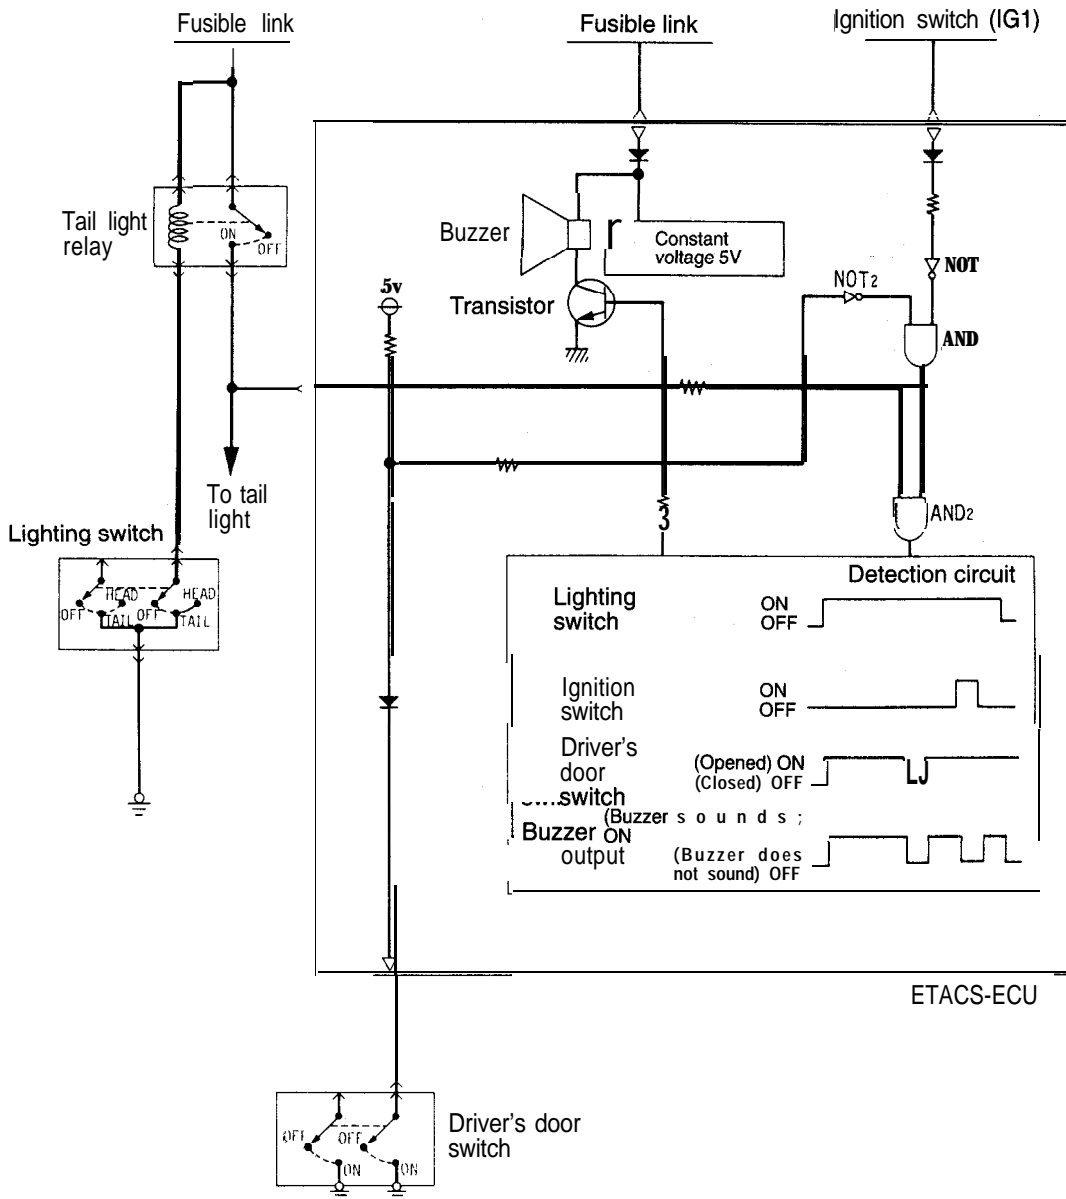 Fusible link
Fusible link
Ignition switch (IG1)
Tail light
relay
ON
OFF
Buzzer
Constant
voltage 5V
NOT
NOT2
5v
Transistor
AND
To tail
light
3
AND2
Lighting switch
HEAD
HEAD
OFF
OFF
TAIL
TAIL
Detection circuit
Lighting
switch
ON
OFF
Ignition
switch
ON
OFF
Driver's
door
switch
(Opened) ON
(Closed) OFF
(Buzzer sounds;
Buzzer ON
output
(Buzzer does
not sound) OFF
ETACS-ECU
Driver's door
switch
OFF
OFF
ON
ON